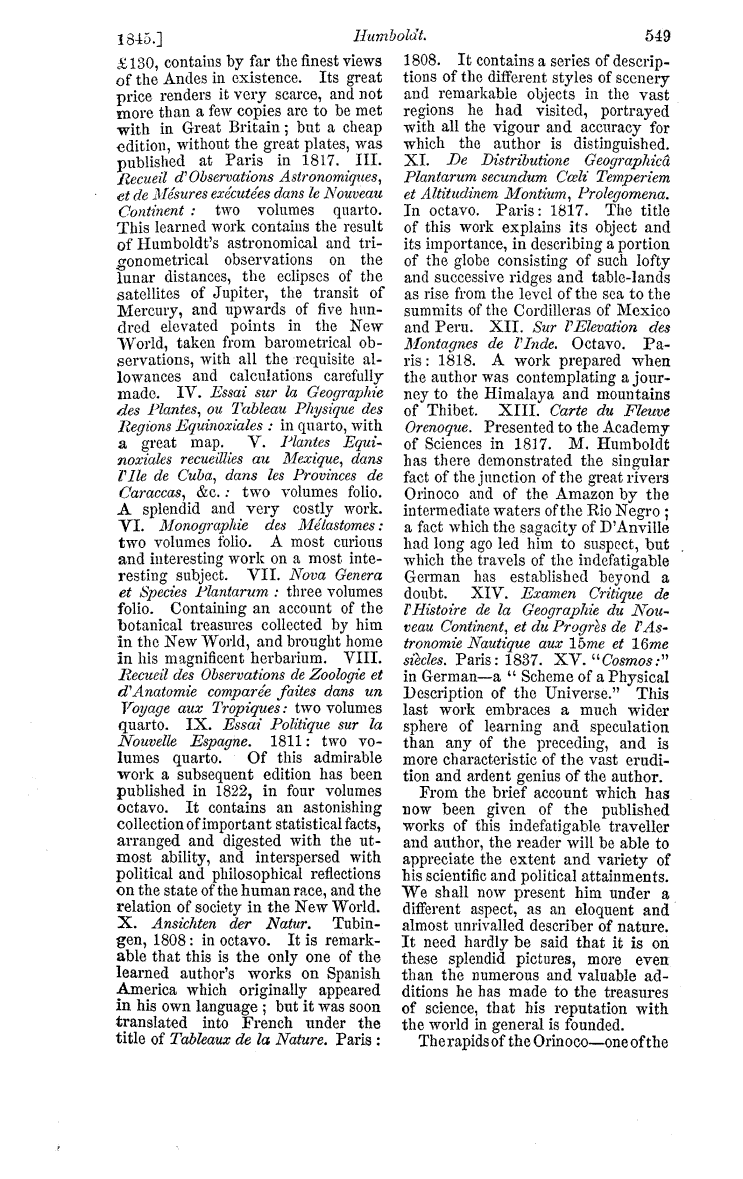 1845.] Humboldt. 549
£130, contains by far the finest views
of the Andes in existence. Its great
price renders it very scarce, and not
more than a few copies are to be met
with in Great Britain; but a cheap
edition, without the great plates, was
published at Paris in 1817. III.
Recueil d'Observations Astronomiques,
et de Mésures exécutées dans le Nouveau
Continent: two volumes quarto.
This learned work contains the result
of Humboldt's astronomical and tri-
gonometrical observations on the
lunar distances, the eclipses of the
satellites of Jupiter, the transit of
Mercury, and upwards of five hun-
dred elevated points in the New
World, taken from barometrical ob-
servations, with all the requisite al-
lowances and calculations carefully
made. IV. Essai sur la Geographie
des Plantes, ou Tableau Physique des
Regions Equinoxiales: in quarto, with
a great map. V. Plantes Equi-
noxiales recueillies au Mexique, dans
l'Ile de Cuba, dans les Provinces de
Caraccas, &c.: two volumes folio.
A splendid and very costly work.
VI. Monographie des Mélastomes:
two volumes folio. A most curious
and interesting work on a most inte-
resting subject. VII. Nova Genera
et Species Plantarum: three volumes
folio. Containing an account of the
botanical treasures collected by him
in the New World, and brought home
in his magnificent herbarium. VIII.
Recueil des Observations de Zoologie et
d'Anatomie comparée faites dans un
Voyage aux Tropiques: two volumes
quarto. IX. Essai Politique sur la
Nouvelle Espagne. 1811: two vo-
lumes quarto. Of this admirable
work a subsequent edition has been
published in 1822, in four volumes
octavo. It contains an astonishing
collection of important statistical facts,
arranged and digested with the ut-
most ability, and interspersed with
political and philosophical reflections
on the state of the human race, and the
relation of society in the New World.
X. Ansichten der Natur. Tubin-
gen, 1808: in octavo. It is remark-
able that this is the only one of the
learned author's works on Spanish
America which originally appeared
in his own language; but it was soon
translated into French under the
title of Tableaux de la Nature. Paris:
1808. It contains a series of descrip-
tions of the different styles of scenery
and remarkable objects in the vast
regions he had visited, portrayed
with all the vigour and accuracy for
which the author is distinguished.
XI. De Distributione Geographicâ
Plantarum secundum Cœli Temperiem
et Altitudinem Montium, Prolegomena.
In octavo. Paris: 1817. The title
of this work explains its object and
its importance, in describing a portion
of the globe consisting of such lofty
and successive ridges and table-lands
as rise from the level of the sea to the
summits of the Cordilleras of Mexico
and Peru. XII. Sur l'Elevation des
Montagnes de l'Inde. Octavo. Pa-
ris: 1818. A work prepared when
the author was contemplating a jour-
ney to the Himalaya and mountains
of Thibet. XIII. Carte du Fleuve
Orenoque. Presented to the Academy
of Sciences in 1817. M. Humboldt
has there demonstrated the singular
fact of the junction of the great rivers
Orinoco and of the Amazon by the
intermediate waters of the Rio Negro;
a fact which the sagacity of D'Anville
had long ago led him to suspect, but
which the travels of the indefatigable
German has established beyond a
doubt. XIV. Examen Critique de
l'Histoire de la Geographie du Nou-
veau Continent, et du Progrès de l'As-
tronomie Nautique aux 15me et 16me
siècles. Paris: 1837. XV. "Cosmos:"
in German—a "Scheme of a Physical
Description of the Universe." This
last work embraces a much wider
sphere of learning and speculation
than any of the preceding, and is
more characteristic of the vast erudi-
tion and ardent genius of the author.
From the brief account which has
now been given of the published
works of this indefatigable traveller
and author, the reader will be able to
appreciate the extent and variety of
his scientific and political attainments.
We shall now present him under a
different aspect, as an eloquent and
almost unrivalled describer of nature.
It need hardly be said that it is on
these splendid pictures, more even
than the numerous and valuable ad-
ditions he has made to the treasures
of science, that his reputation with
the world in general is founded.
The rapids of the Orinoco—one of the